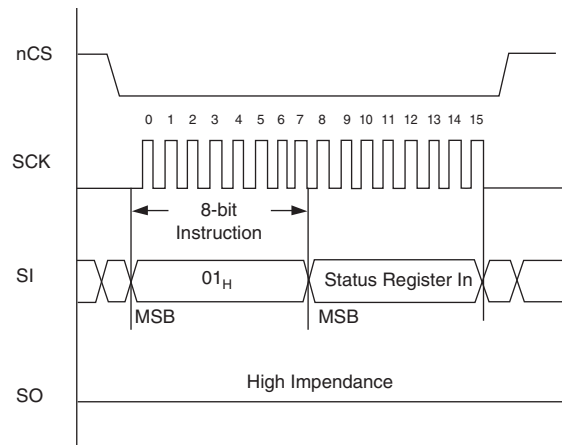 nCS
0 1 2 3 4 5 6 7 8 9 10 11 12 13 14 15
SCK
8-bit
Instruction
SI
01H
Status Register In
MSB
MSB
High Impendance
SO